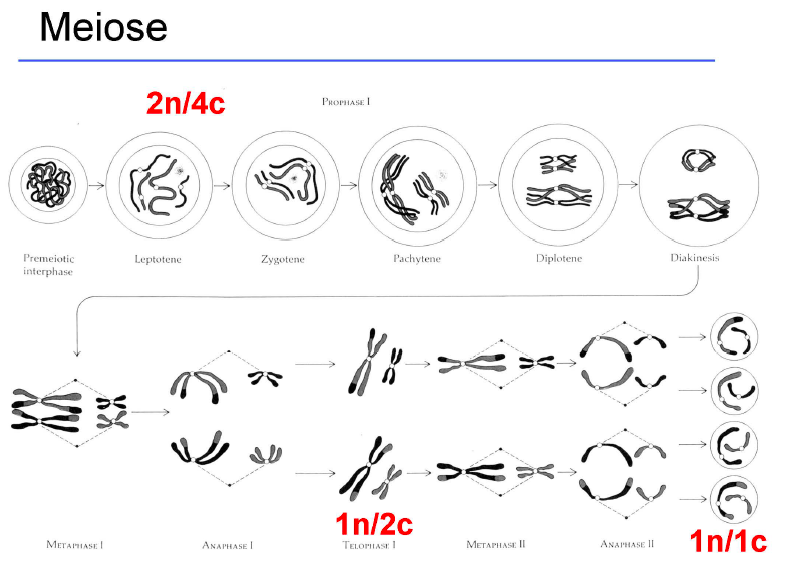 Meiose
2n/4c
PROPHASE I
Premeiotic
interphase
Leptotene
Zygotene
Pachytene
Diplotene
Diakinesis
1n/2c
1n/1c
METAPHASE I
ANAPHASE I
TELOPHASE I
METAPHASE II
ANAPHASE II